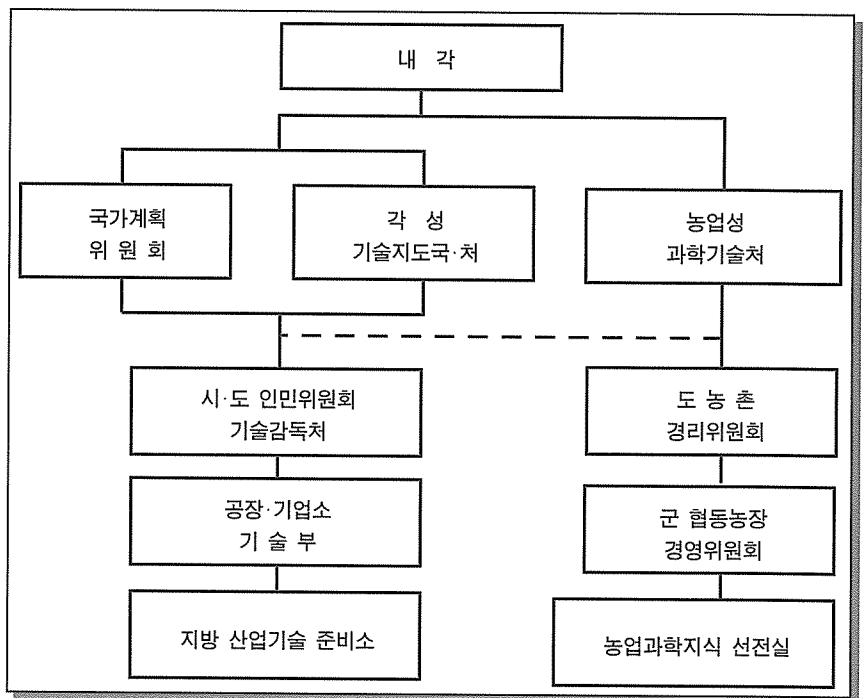 내 각
국가계획
위 원 회
각 성
기술지도국·처
농업성
과학기술처
시·도 인민위원회
기술감독처
도 농 촌
경리위원회
공장·기업소
기 술 부
군 협동농장
경영위원회
지방 산업기술 준비소
농업과학지식 선전실